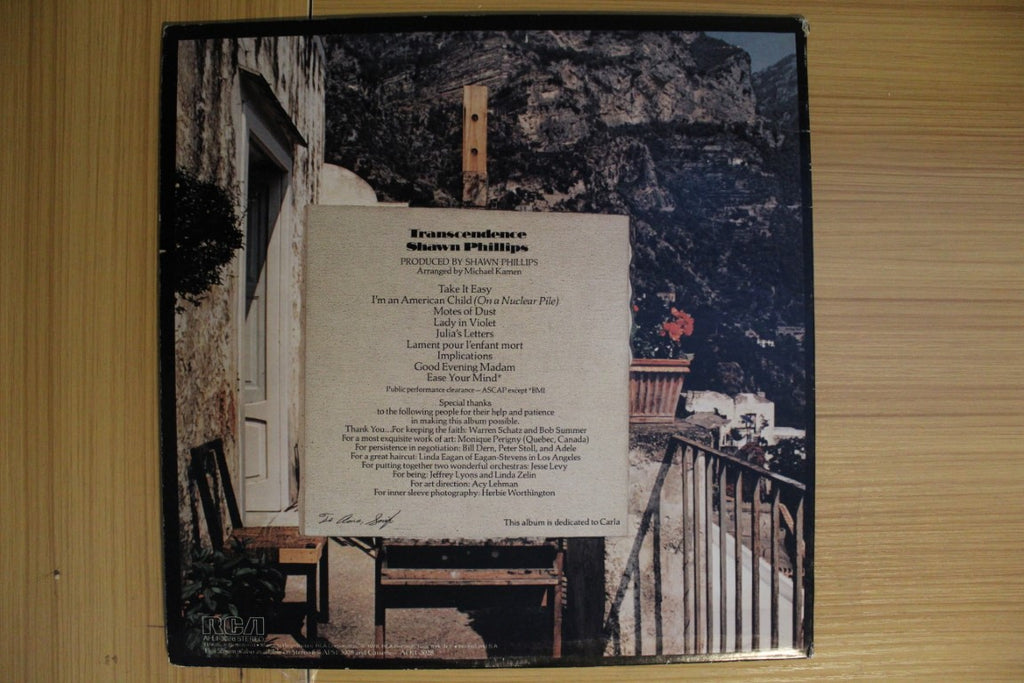 Transcendence
Shawn Phillips
PRODUCED BY SHAWN PHILLIPS
Arranged by Michael Kamen
Take It Easy
I'm an American Child (On a Nuclear Pile)
Motes of Dust
Lady in Violet
Julia's Letters
Lament pour l'enfant mort
Implications
Good Evening Madam
Ease Your Mind*
Public performance clearance — ASCAP except *BMI
Special thanks
to the following people for their help and patience
in making this album possible.
Thank You...For keeping the faith: Warren Schatz and Bob Summer
For a most exquisite work of art: Monique Perigny (Quebec, Canada)
For persistence in negotiation: Bill Dern, Peter Stoll, and Adele
For a great haircut: Linda Eagan of Eagan-Stevens in Los Angeles
For putting together two wonderful orchestras: Jesse Levy
For being: Jeffrey Lyons and Linda Zelin
For art direction: Acy Lehman
For inner sleeve photography: Herbie Worthington
This album is dedicated to Carla
RCA
AFL1-3028 STEREO